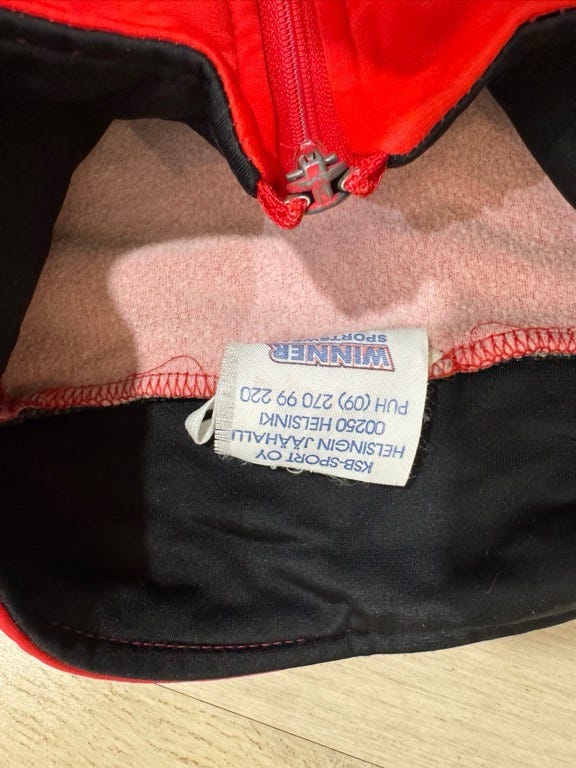 KSB-SPORT OY
HELSINGIN JÄÄHALLI
00250 HELSINKI
PUH (09) 270 99 220
WINNER